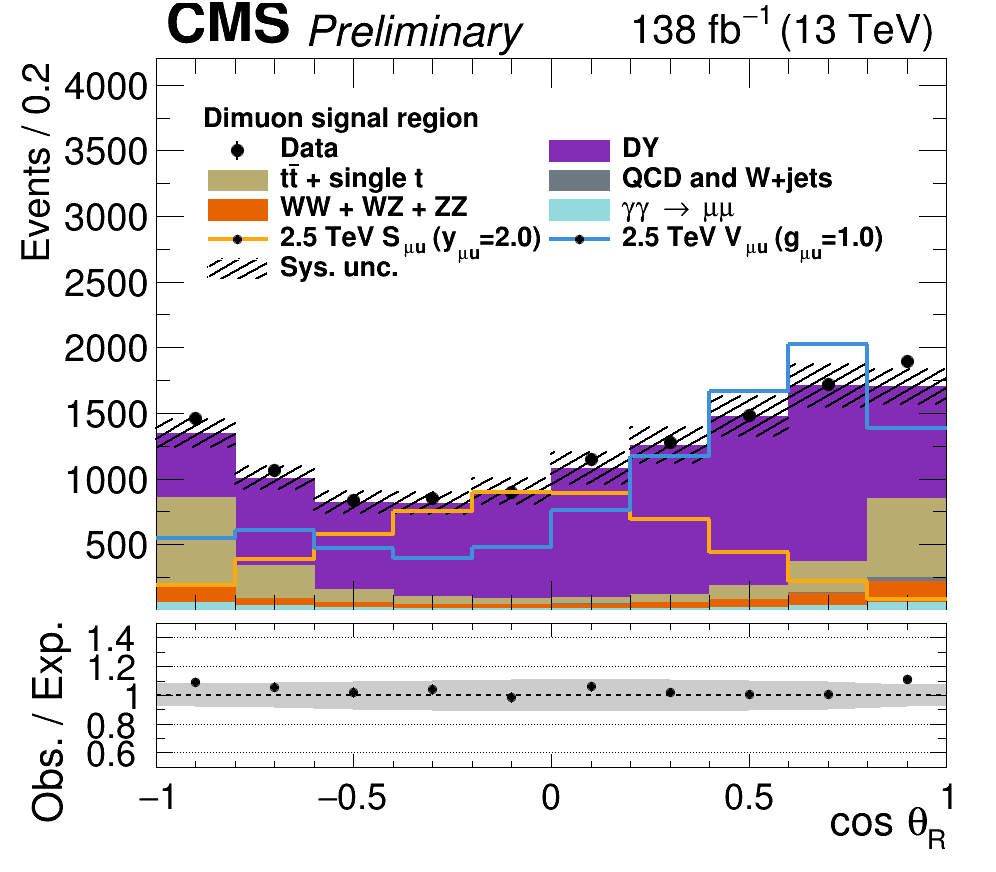 CMS Preliminary 138 fb⁻¹ (13 TeV)
Events / 0.2
4000
3500
3000
2500
2000
1500
1000
500
Dimuon signal region
Data
DY
tt̄ + single t
QCD and W+jets
WW + WZ + ZZ
γγ → μμ
2.5 TeV S_μu (y_μu=2.0)
2.5 TeV V_μu (g_μu=1.0)
Sys. unc.
Obs. / Exp.
1.4
1.2
1
0.8
0.6
−1 −0.5 0 0.5 1
cos θ_R